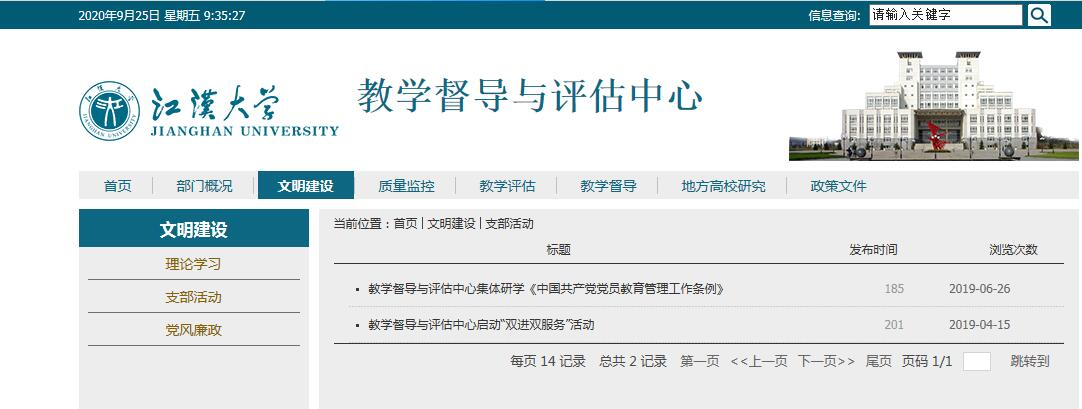 2020年9月25日 星期五 9:35:27 信息查询: 请输入关键字
江汉大学 教学督导与评估中心
JIANGHAN UNIVERSITY
首页 部门概况 文明建设 质量监控 教学评估 教学督导 地方高校研究 政策文件
文明建设
理论学习
支部活动
党风廉政
当前位置：首页 | 文明建设 | 支部活动
标题 发布时间 浏览次数
教学督导与评估中心集体研学《中国共产党党员教育管理工作条例》 185 2019-06-26
教学督导与评估中心启动“双进双服务”活动 201 2019-04-15
每页 14 记录 总共 2 记录 第一页 <<上一页 下一页>> 尾页 页码 1/1 跳转到